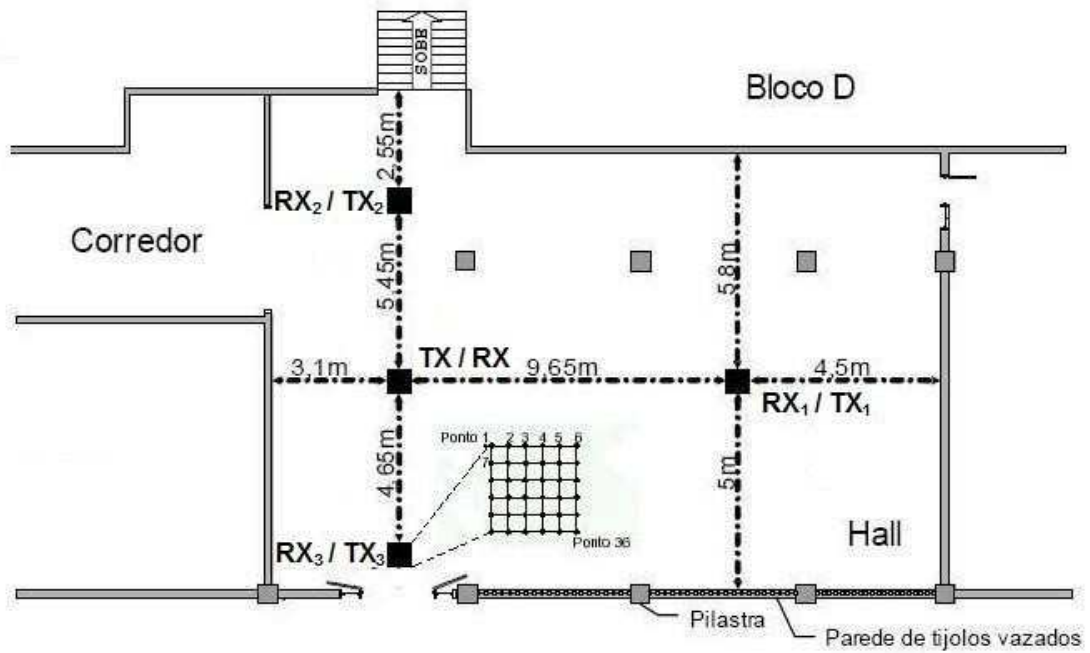 SOBE
Bloco D
2,55m
RX2 / TX2
Corredor
5,45m
5,8m
TX / RX
3,1m
9,65m
4,5m
RX1 / TX1
Ponto 1 2 3 4 5 6
7
4,65m
5m
Ponto 36
Hall
RX3 / TX3
Pilastra
Parede de tijolos vazados